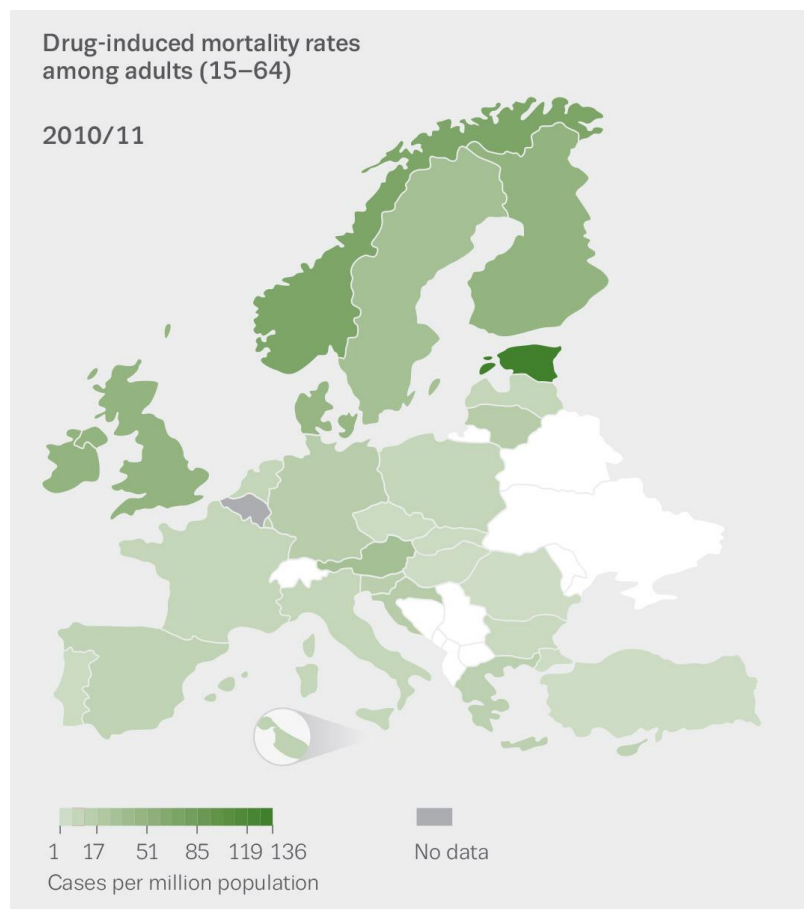 Drug-induced mortality rates
among adults (15–64)
2010/11
1 17 51 85 119 136
No data
Cases per million population